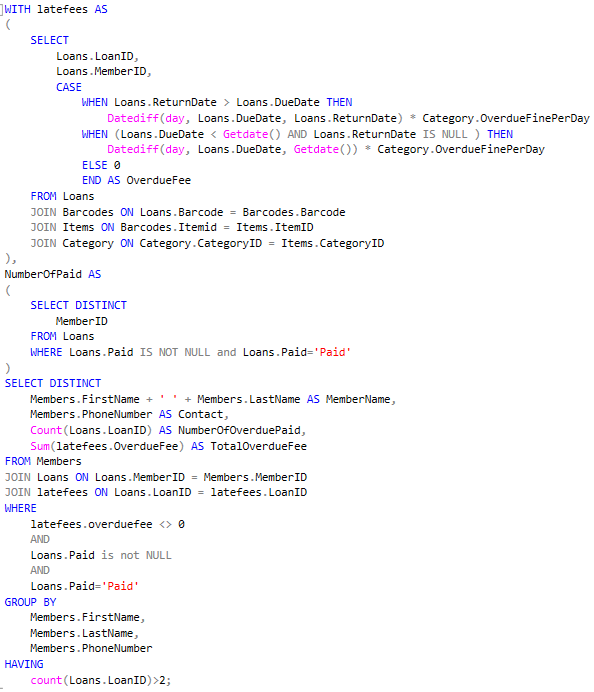 WITH latefees AS
(
    SELECT
        Loans.LoanID,
        Loans.MemberID,
        CASE
            WHEN Loans.ReturnDate > Loans.DueDate THEN
                Datediff(day, Loans.DueDate, Loans.ReturnDate) * Category.OverdueFinePerDay
            WHEN (Loans.DueDate < Getdate() AND Loans.ReturnDate IS NULL ) THEN
                Datediff(day, Loans.DueDate, Getdate()) * Category.OverdueFinePerDay
            ELSE 0
            END AS OverdueFee
    FROM Loans
    JOIN Barcodes ON Loans.Barcode = Barcodes.Barcode
    JOIN Items ON Barcodes.Itemid = Items.ItemID
    JOIN Category ON Category.CategoryID = Items.CategoryID
),
NumberOfPaid AS
(
    SELECT DISTINCT
        MemberID
    FROM Loans
    WHERE Loans.Paid IS NOT NULL and Loans.Paid='Paid'
)
SELECT DISTINCT
    Members.FirstName + ' ' + Members.LastName AS MemberName,
    Members.PhoneNumber AS Contact,
    Count(Loans.LoanID) AS NumberOfOverduePaid,
    Sum(latefees.OverdueFee) AS TotalOverdueFee
FROM Members
JOIN Loans ON Loans.MemberID = Members.MemberID
JOIN latefees ON Loans.LoanID = latefees.LoanID
WHERE
    latefees.overduefee <> 0
    AND
    Loans.Paid is not NULL
    AND
    Loans.Paid='Paid'
GROUP BY
    Members.FirstName,
    Members.LastName,
    Members.PhoneNumber
HAVING
    count(Loans.LoanID)>2;